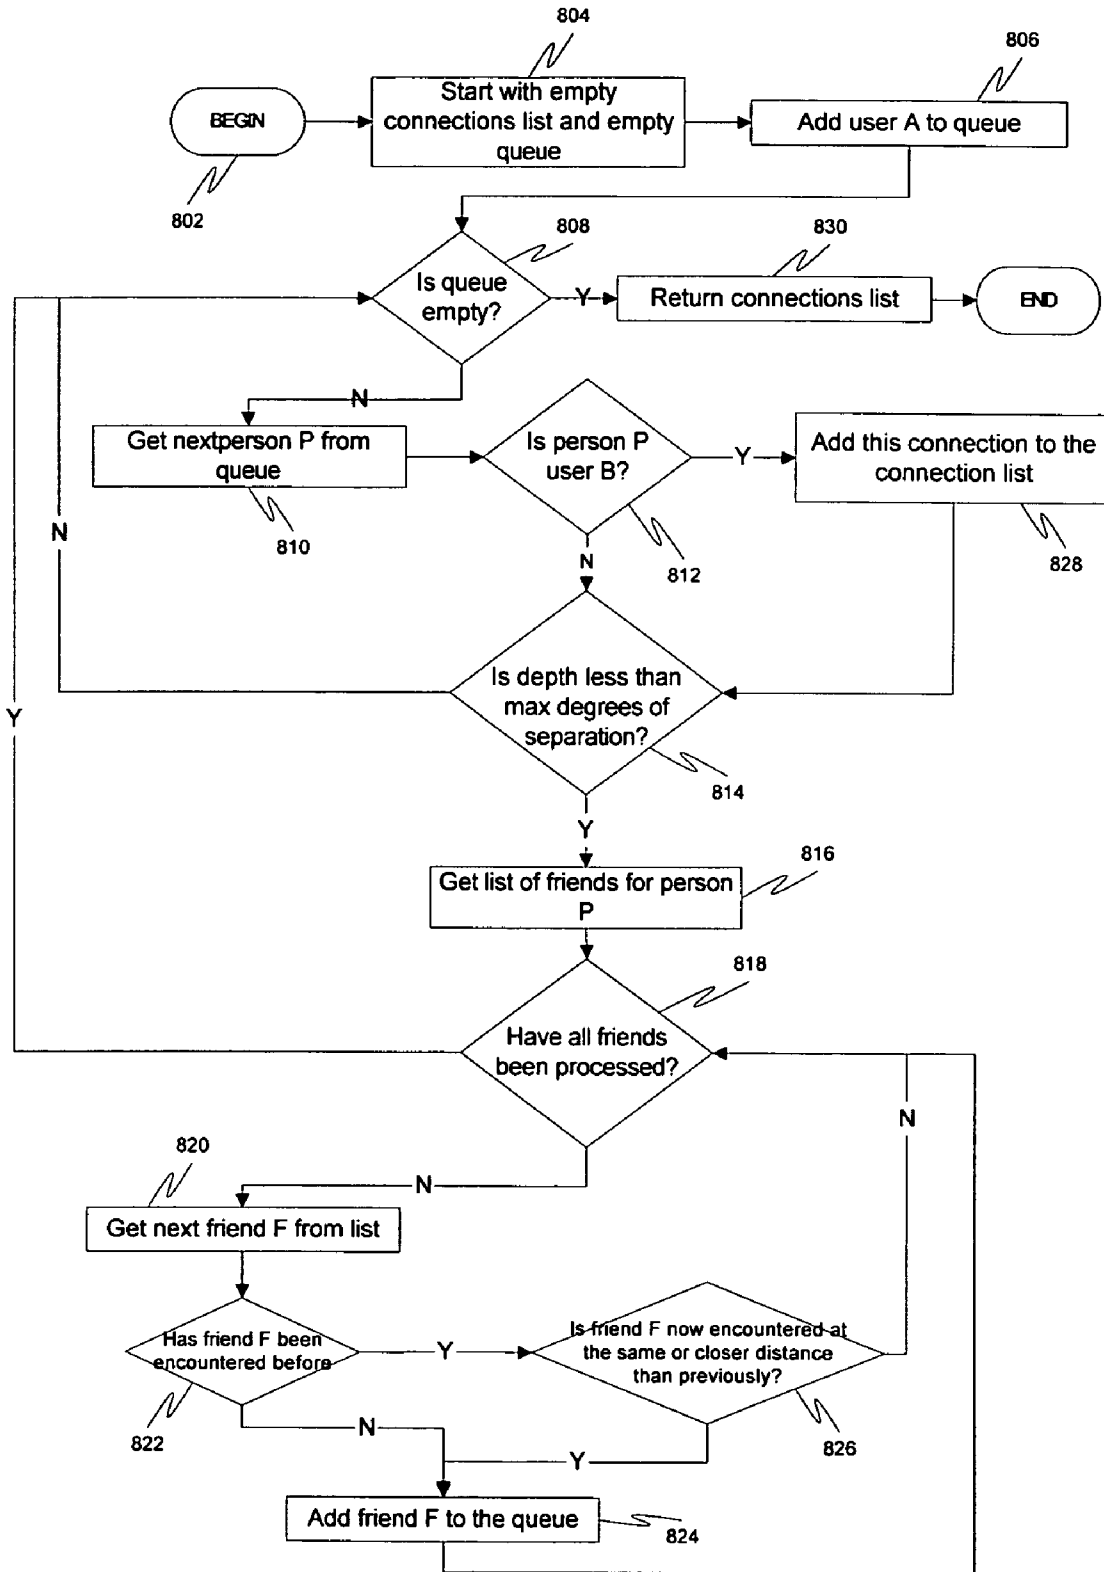 804
806
BEGIN
Start with empty
connections list and empty
queue
Add user A to queue
802
808
830
Is queue
empty?
Y
Return connections list
END
N
Get nextperson P from
queue
Is person P
user B?
Y
Add this connection to the
connection list
N
810
812
828
N
Is depth less than
max degrees of
separation?
Y
814
Y
816
Get list of friends for person
P
818
Have all friends
been processed?
N
820
N
Get next friend F from list
Has friend F been
encountered before
Y
Is friend F now encountered at
the same or closer distance
than previously?
822
N
826
Y
Add friend F to the queue
824